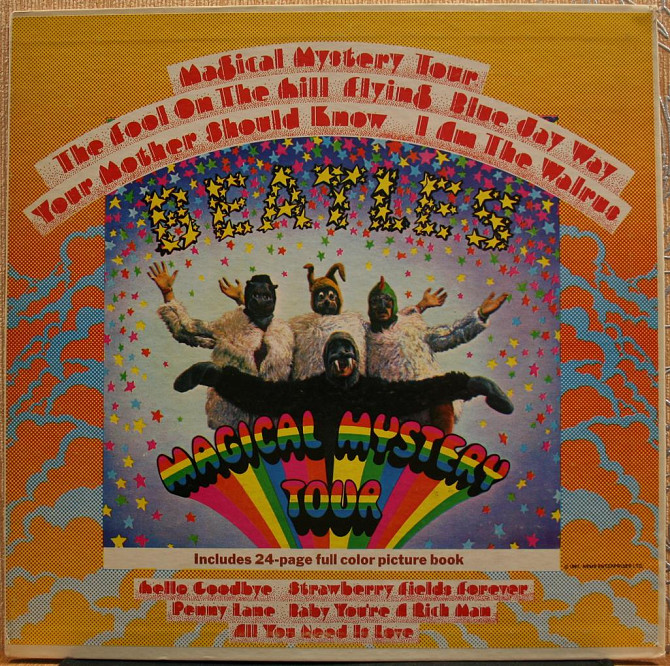 Magical Mystery Tour
The Fool On The Hill Flying Blue Jay Way
Your Mother Should Know I Am The Walrus
BEATLES
MAGICAL MYSTERY
TOUR
Includes 24-page full color picture book
Hello Goodbye Strawberry Fields Forever
Penny Lane Baby You're A Rich Man
All You Need Is Love